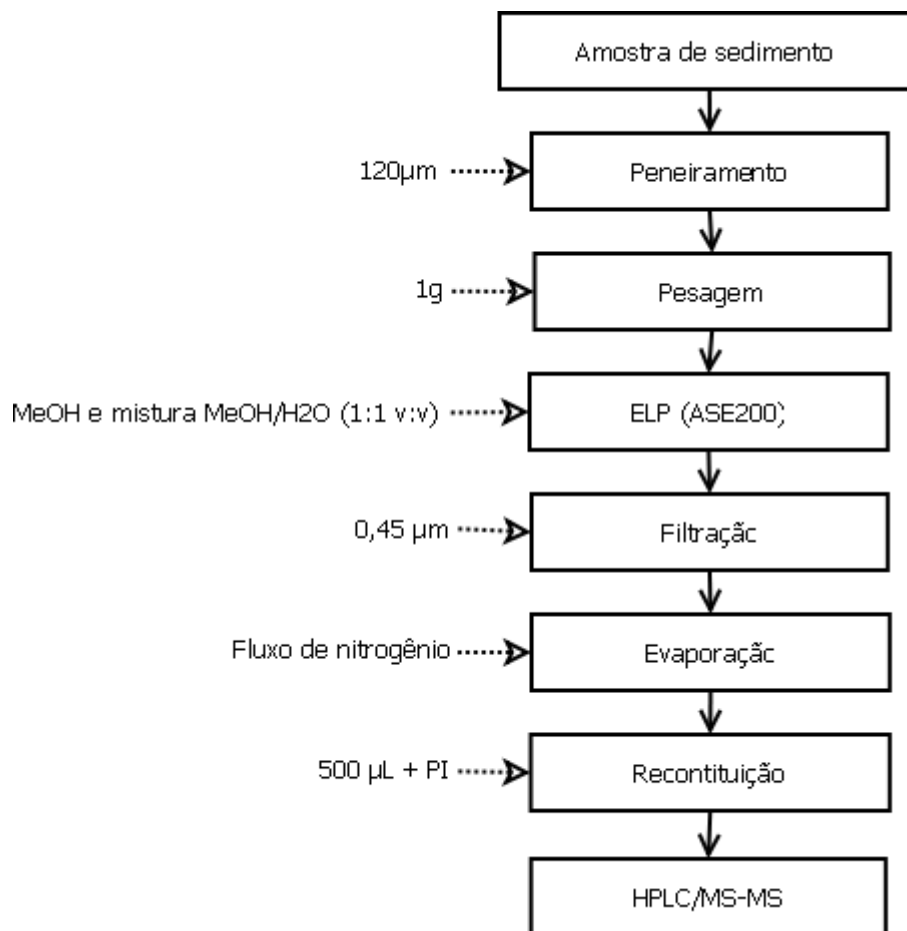 Amostra de sedimento
120µm
Peneiramento
1g
Pesagem
MeOH e mistura MeOH/H2O (1:1 v:v)
ELP (ASE200)
0,45 µm
Filtraçãc
Fluxo de nitrogênio
Evaporaçãc
500 µL + PI
Recontituição
HPLC/MS-MS